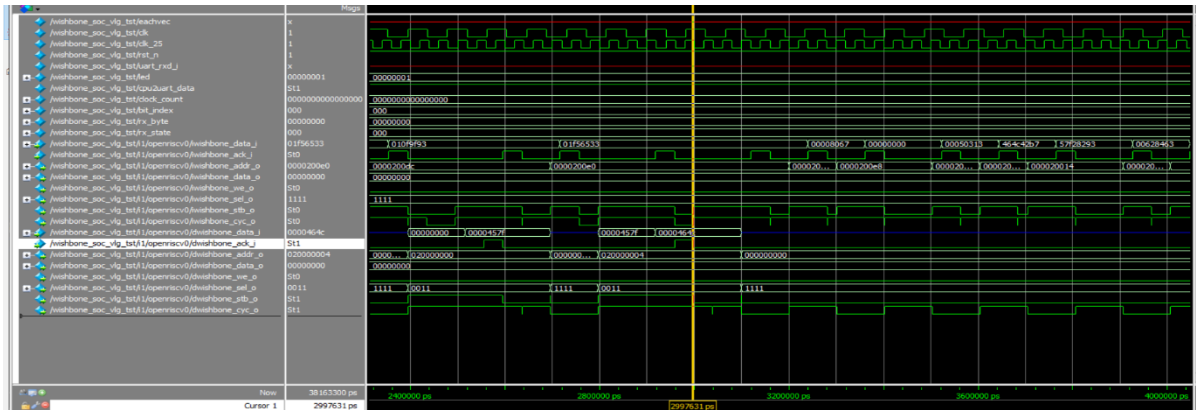 Msgs
/wishbone_soc_vlg_tst/eachvec x
/wishbone_soc_vlg_tst/clk 1
/wishbone_soc_vlg_tst/clk_25 1
/wishbone_soc_vlg_tst/rst_n 1
/wishbone_soc_vlg_tst/uart_rxd_i x
/wishbone_soc_vlg_tst/led 00000001 00000001
/wishbone_soc_vlg_tst/cpu2uart_data St1
/wishbone_soc_vlg_tst/clock_count 0000000000000000 0000000000000000
/wishbone_soc_vlg_tst/bit_index 000 000
/wishbone_soc_vlg_tst/rx_byte 00000000 00000000
/wishbone_soc_vlg_tst/rx_state 000 000
/wishbone_soc_vlg_tst/i1/openriscv0/iwishbone_data_i 01f56533 010f9f93 01f56533 00008067 00000000 00050313 464c42b7 57f28293 00628463
/wishbone_soc_vlg_tst/i1/openriscv0/iwishbone_ack_i St0
/wishbone_soc_vlg_tst/i1/openriscv0/iwishbone_addr_o 0000200e0 0000200dc 0000200e0 000020... 0000200e8 000020... 000020... 000020014 000020...
/wishbone_soc_vlg_tst/i1/openriscv0/iwishbone_data_o 00000000 00000000
/wishbone_soc_vlg_tst/i1/openriscv0/iwishbone_we_o St0
/wishbone_soc_vlg_tst/i1/openriscv0/iwishbone_sel_o 1111 1111
/wishbone_soc_vlg_tst/i1/openriscv0/iwishbone_stb_o St0
/wishbone_soc_vlg_tst/i1/openriscv0/iwishbone_cyc_o St0
/wishbone_soc_vlg_tst/i1/openriscv0/dwishbone_data_i 0000464c 00000000 0000457f 0000457f
/wishbone_soc_vlg_tst/i1/openriscv0/dwishbone_ack_i St1
/wishbone_soc_vlg_tst/i1/openriscv0/dwishbone_addr_o 020000004 0000... 020000000 000000... 020000004 000000000
/wishbone_soc_vlg_tst/i1/openriscv0/dwishbone_data_o 00000000 00000000
/wishbone_soc_vlg_tst/i1/openriscv0/dwishbone_we_o St0
/wishbone_soc_vlg_tst/i1/openriscv0/dwishbone_sel_o 0011 1111 0011 1111 0011 1111
/wishbone_soc_vlg_tst/i1/openriscv0/dwishbone_stb_o St1
/wishbone_soc_vlg_tst/i1/openriscv0/dwishbone_cyc_o St1
Now 38163300 ps 2400000 ps 2800000 ps 3200000 ps 3600000 ps 4000000 ps
Cursor 1 2997631 ps 2997631 ps